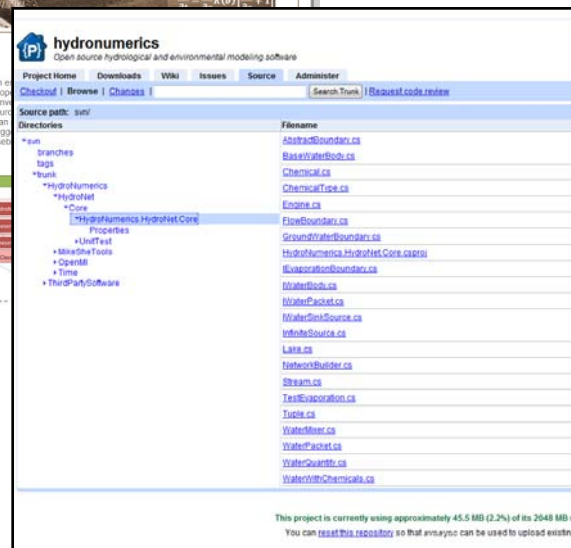 hydronumerics
Open source hydrological and environmental modeling software
Project Home Downloads Wiki Issues Source Administer
Checkout | Browse | Changes | Search Trunk | Request code review
Source path: svn/
Directories Filename
svn
branches
tags
trunk
HydroNumerics
HydroNet
Core
HydroNumerics.HydroNet.Core
Properties
UnitTest
MikeSheTools
OpenMI
Time
ThirdPartySoftware
AbstractBoundary.cs
BaseWaterBody.cs
Chemical.cs
ChemicalType.cs
Engine.cs
FlowBoundary.cs
GroundWaterBoundary.cs
HydroNumerics.HydroNet.Core.csproj
IEvaporationBoundary.cs
IWaterBody.cs
IWaterPacket.cs
IWaterSinkSource.cs
InfiniteSource.cs
Lake.cs
NetworkBuilder.cs
Stream.cs
TestEvaporation.cs
Tuple.cs
WaterMixer.cs
WaterPacket.cs
WaterQuantity.cs
WaterWithChemicals.cs
This project is currently using approximately 45.5 MB (2.2%) of its 2048 MB
You can reset this repository so that svnsync can be used to upload existin